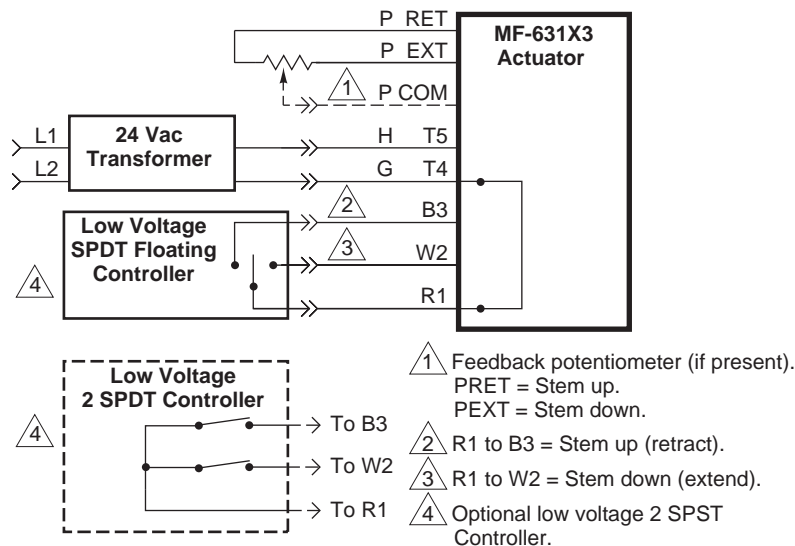 P RET
P EXT
P COM
1
MF-631X3
Actuator
L1
L2
24 Vac
Transformer
H T5
G T4
2
B3
3
W2
R1
Low Voltage
SPDT Floating
Controller
4
Low Voltage
2 SPDT Controller
4
To B3
To W2
To R1
1 Feedback potentiometer (if present).
PRET = Stem up.
PEXT = Stem down.
2 R1 to B3 = Stem up (retract).
3 R1 to W2 = Stem down (extend).
4 Optional low voltage 2 SPST
Controller.